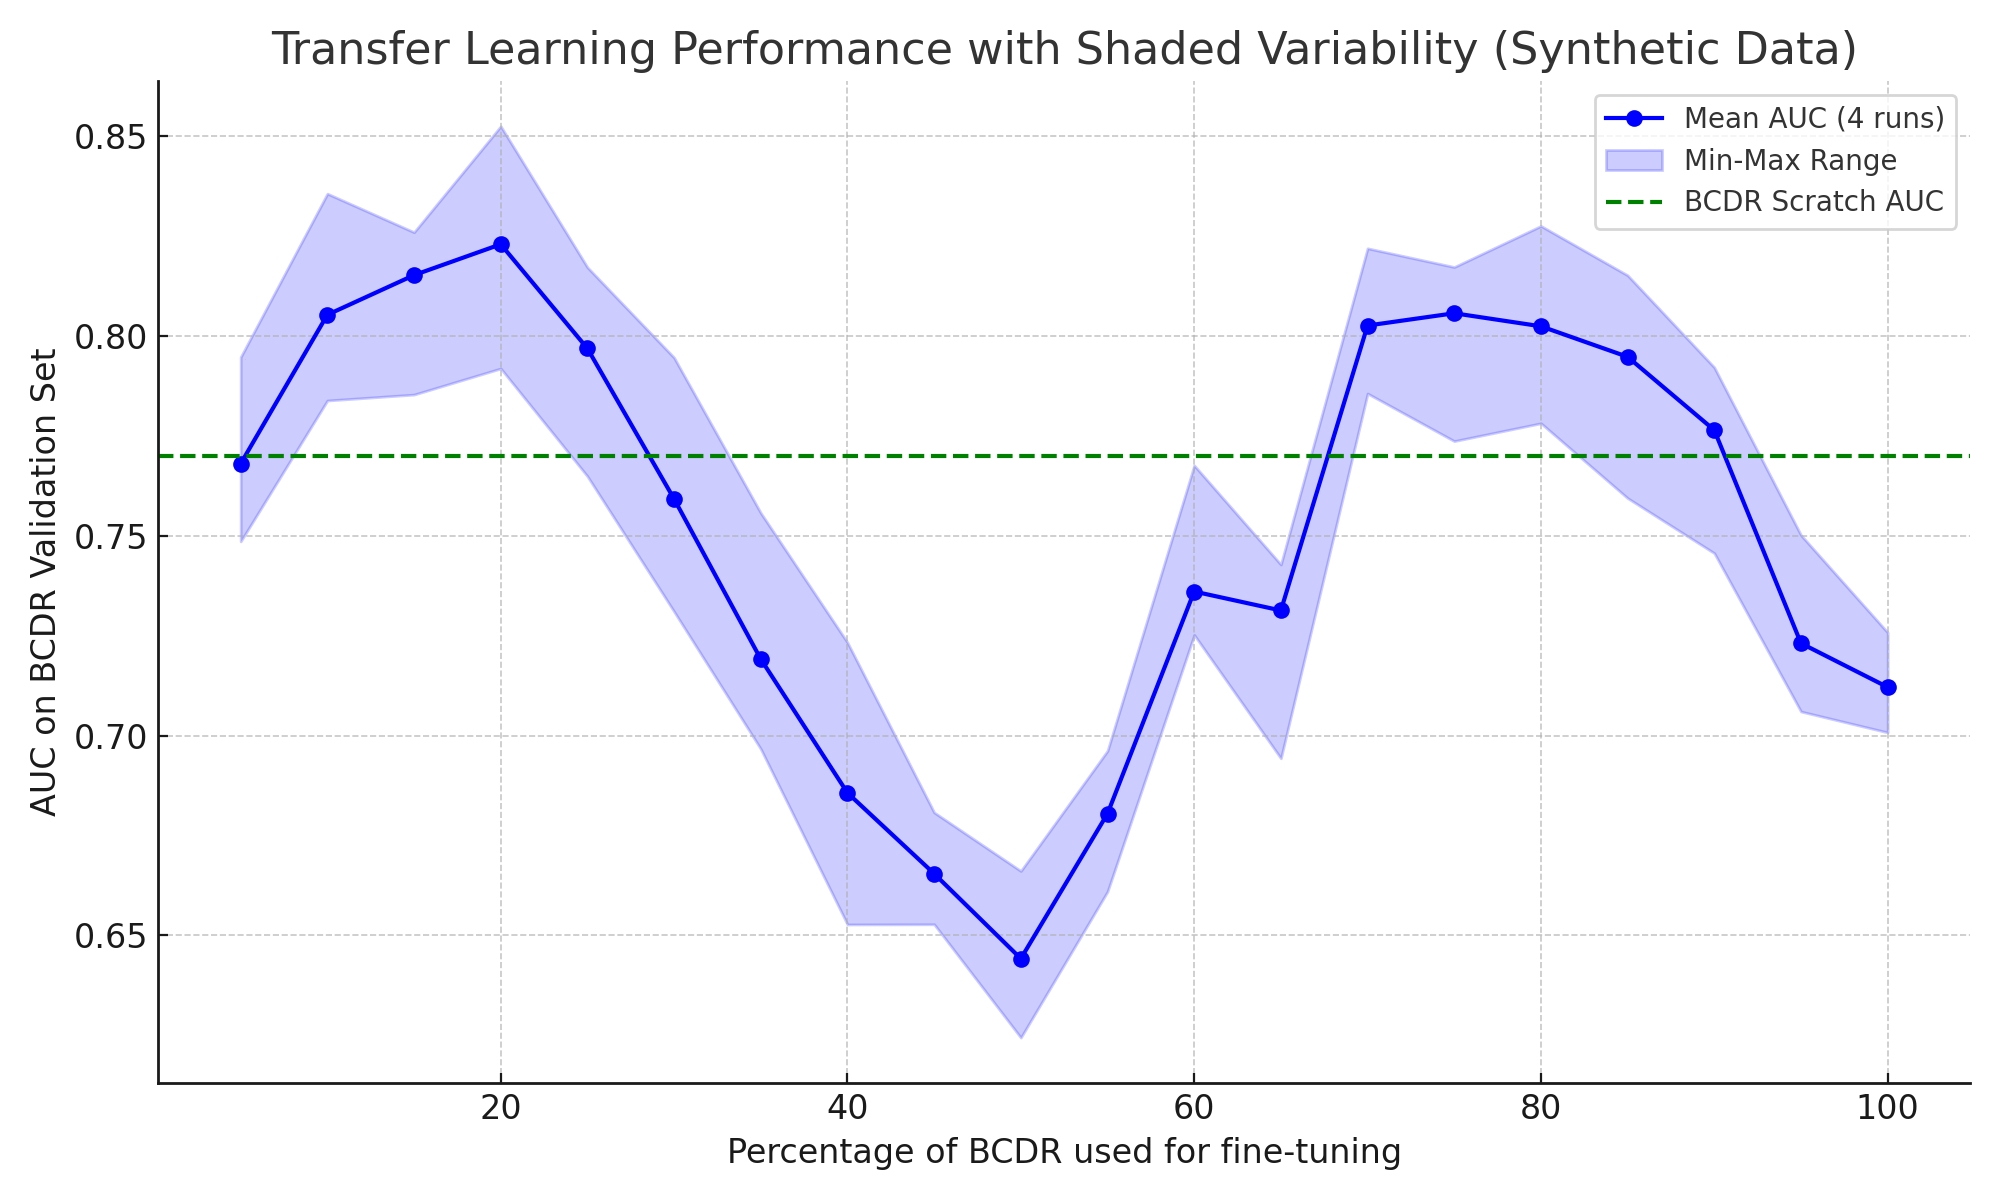 Transfer Learning Performance with Shaded Variability (Synthetic Data)
Mean AUC (4 runs)
Min-Max Range
BCDR Scratch AUC
AUC on BCDR Validation Set
0.85
0.80
0.75
0.70
0.65
20 40 60 80 100
Percentage of BCDR used for fine-tuning